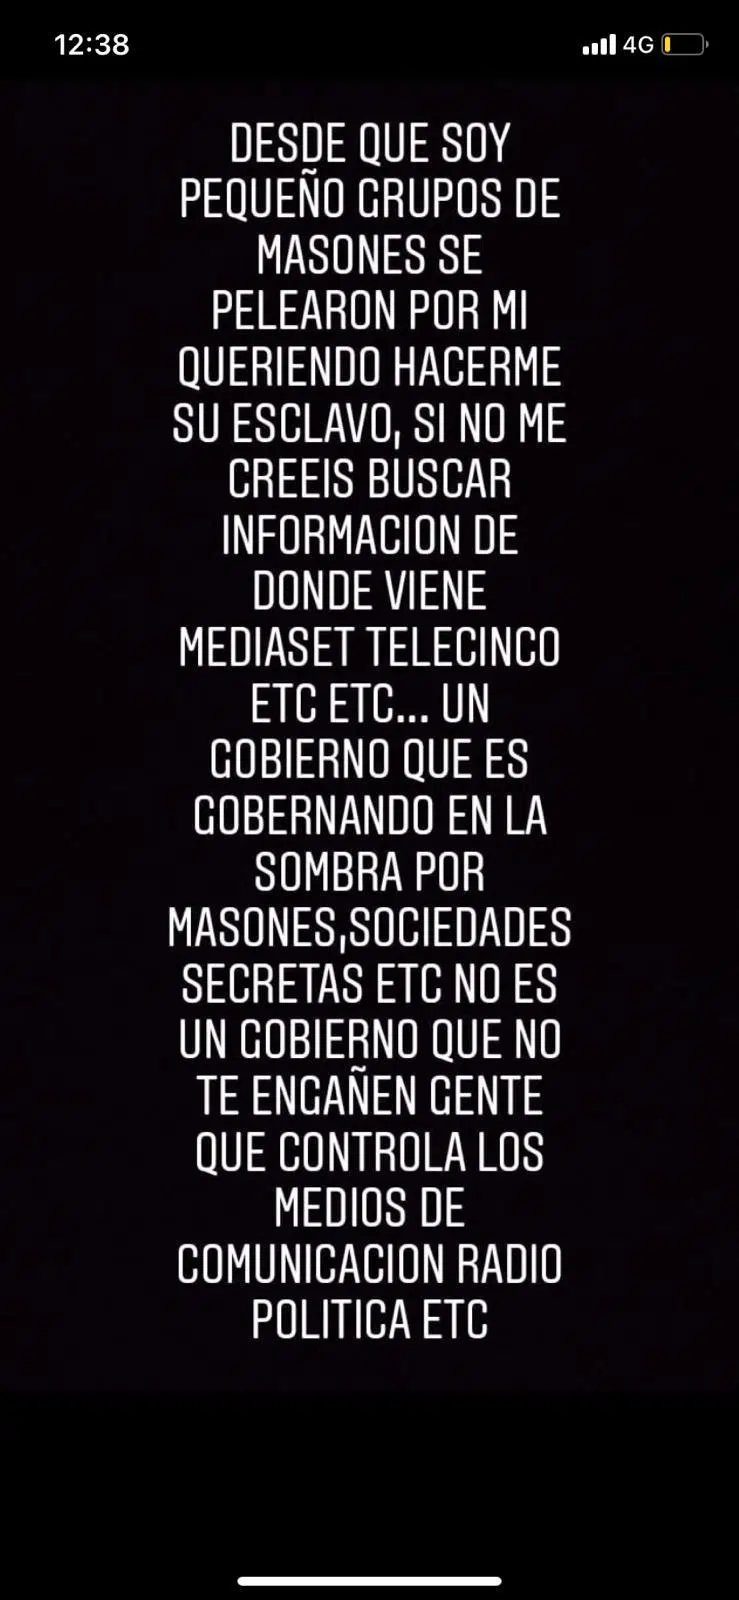 12:38
4G
DESDE QUE SOY
PEQUEÑO GRUPOS DE
MASONES SE
PELEARON POR MI
QUERIENDO HACERME
SU ESCLAVO, SI NO ME
CREEIS BUSCAR
INFORMACION DE
DONDE VIENE
MEDIASET TELECINCO
ETC ETC... UN
GOBIERNO QUE ES
GOBERNANDO EN LA
SOMBRA POR
MASONES,SOCIEDADES
SECRETAS ETC NO ES
UN GOBIERNO QUE NO
TE ENGAÑEN GENTE
QUE CONTROLA LOS
MEDIOS DE
COMUNICACION RADIO
POLITICA ETC